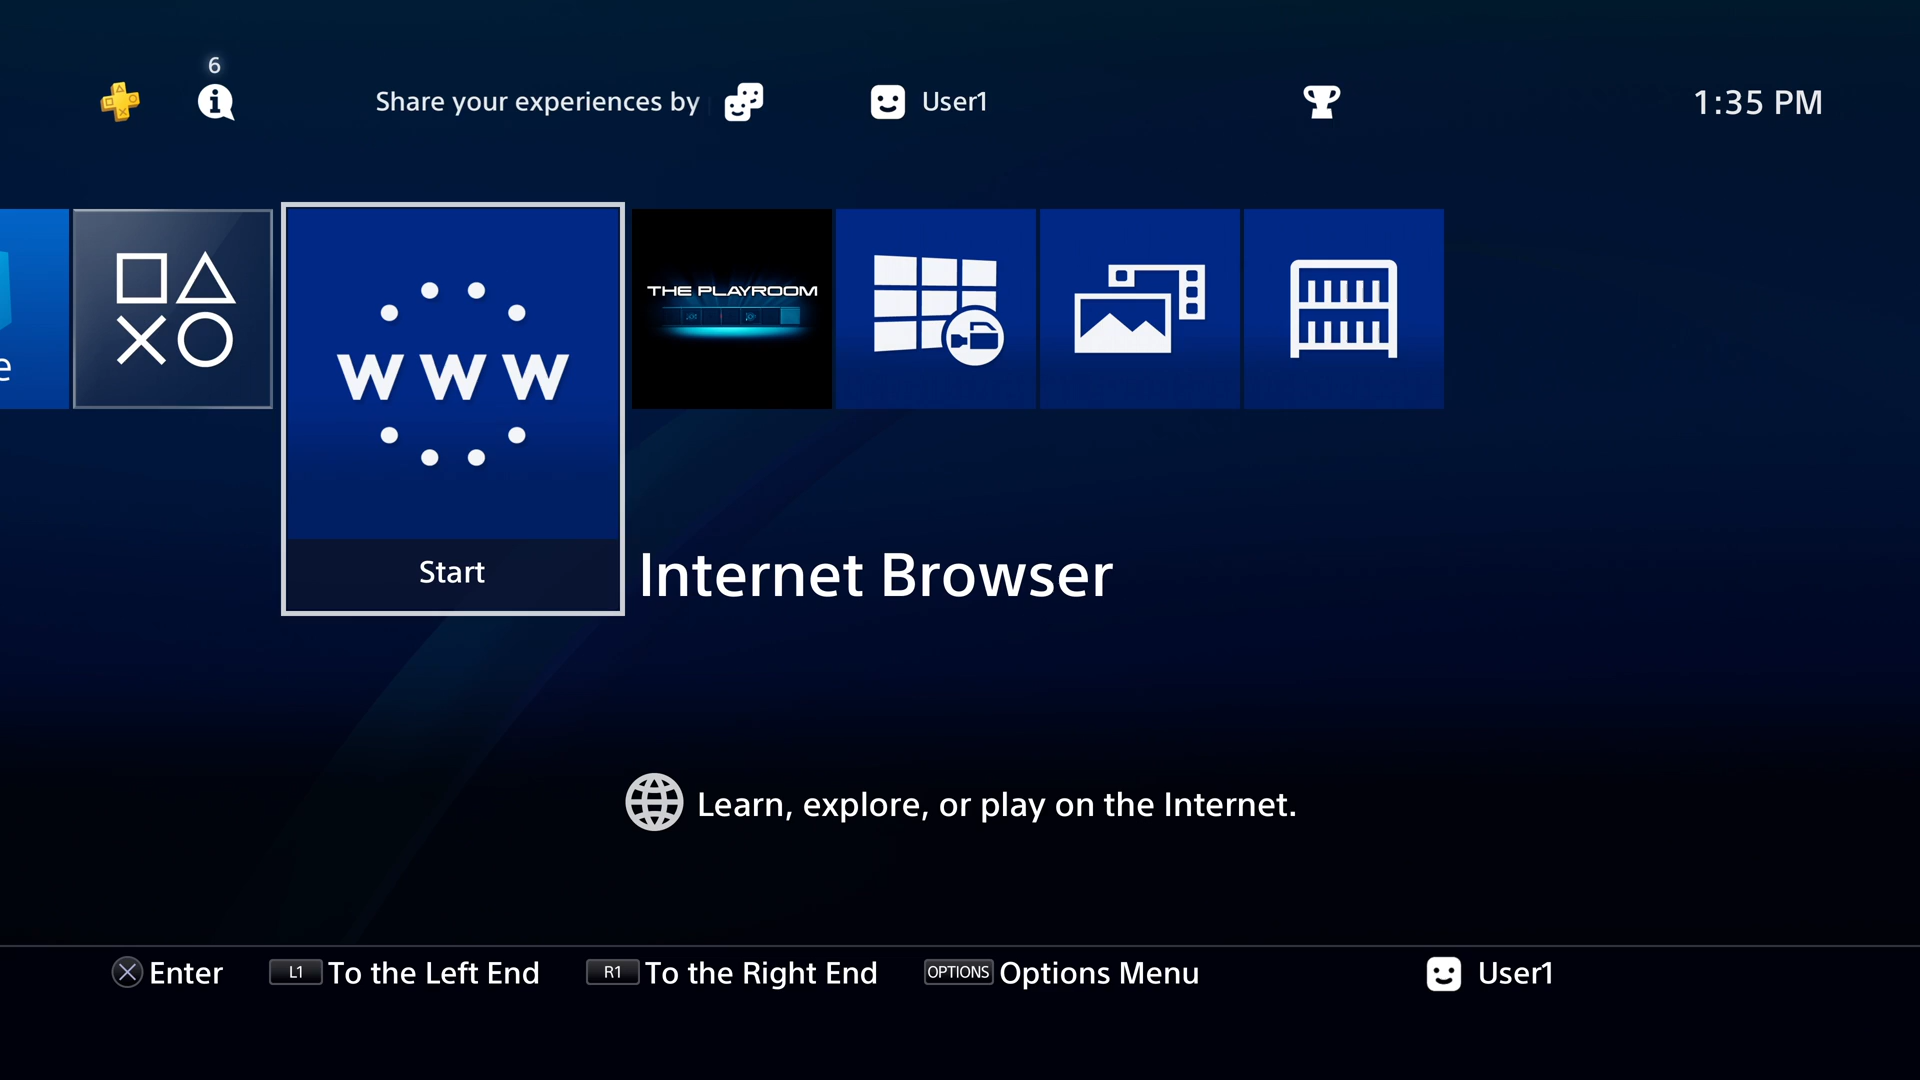 6
Share your experiences by
User1
1:35 PM
e
WWW
THE PLAYROOM
Start
Internet Browser
Learn, explore, or play on the Internet.
Enter
L1 To the Left End
R1 To the Right End
OPTIONS Options Menu
User1